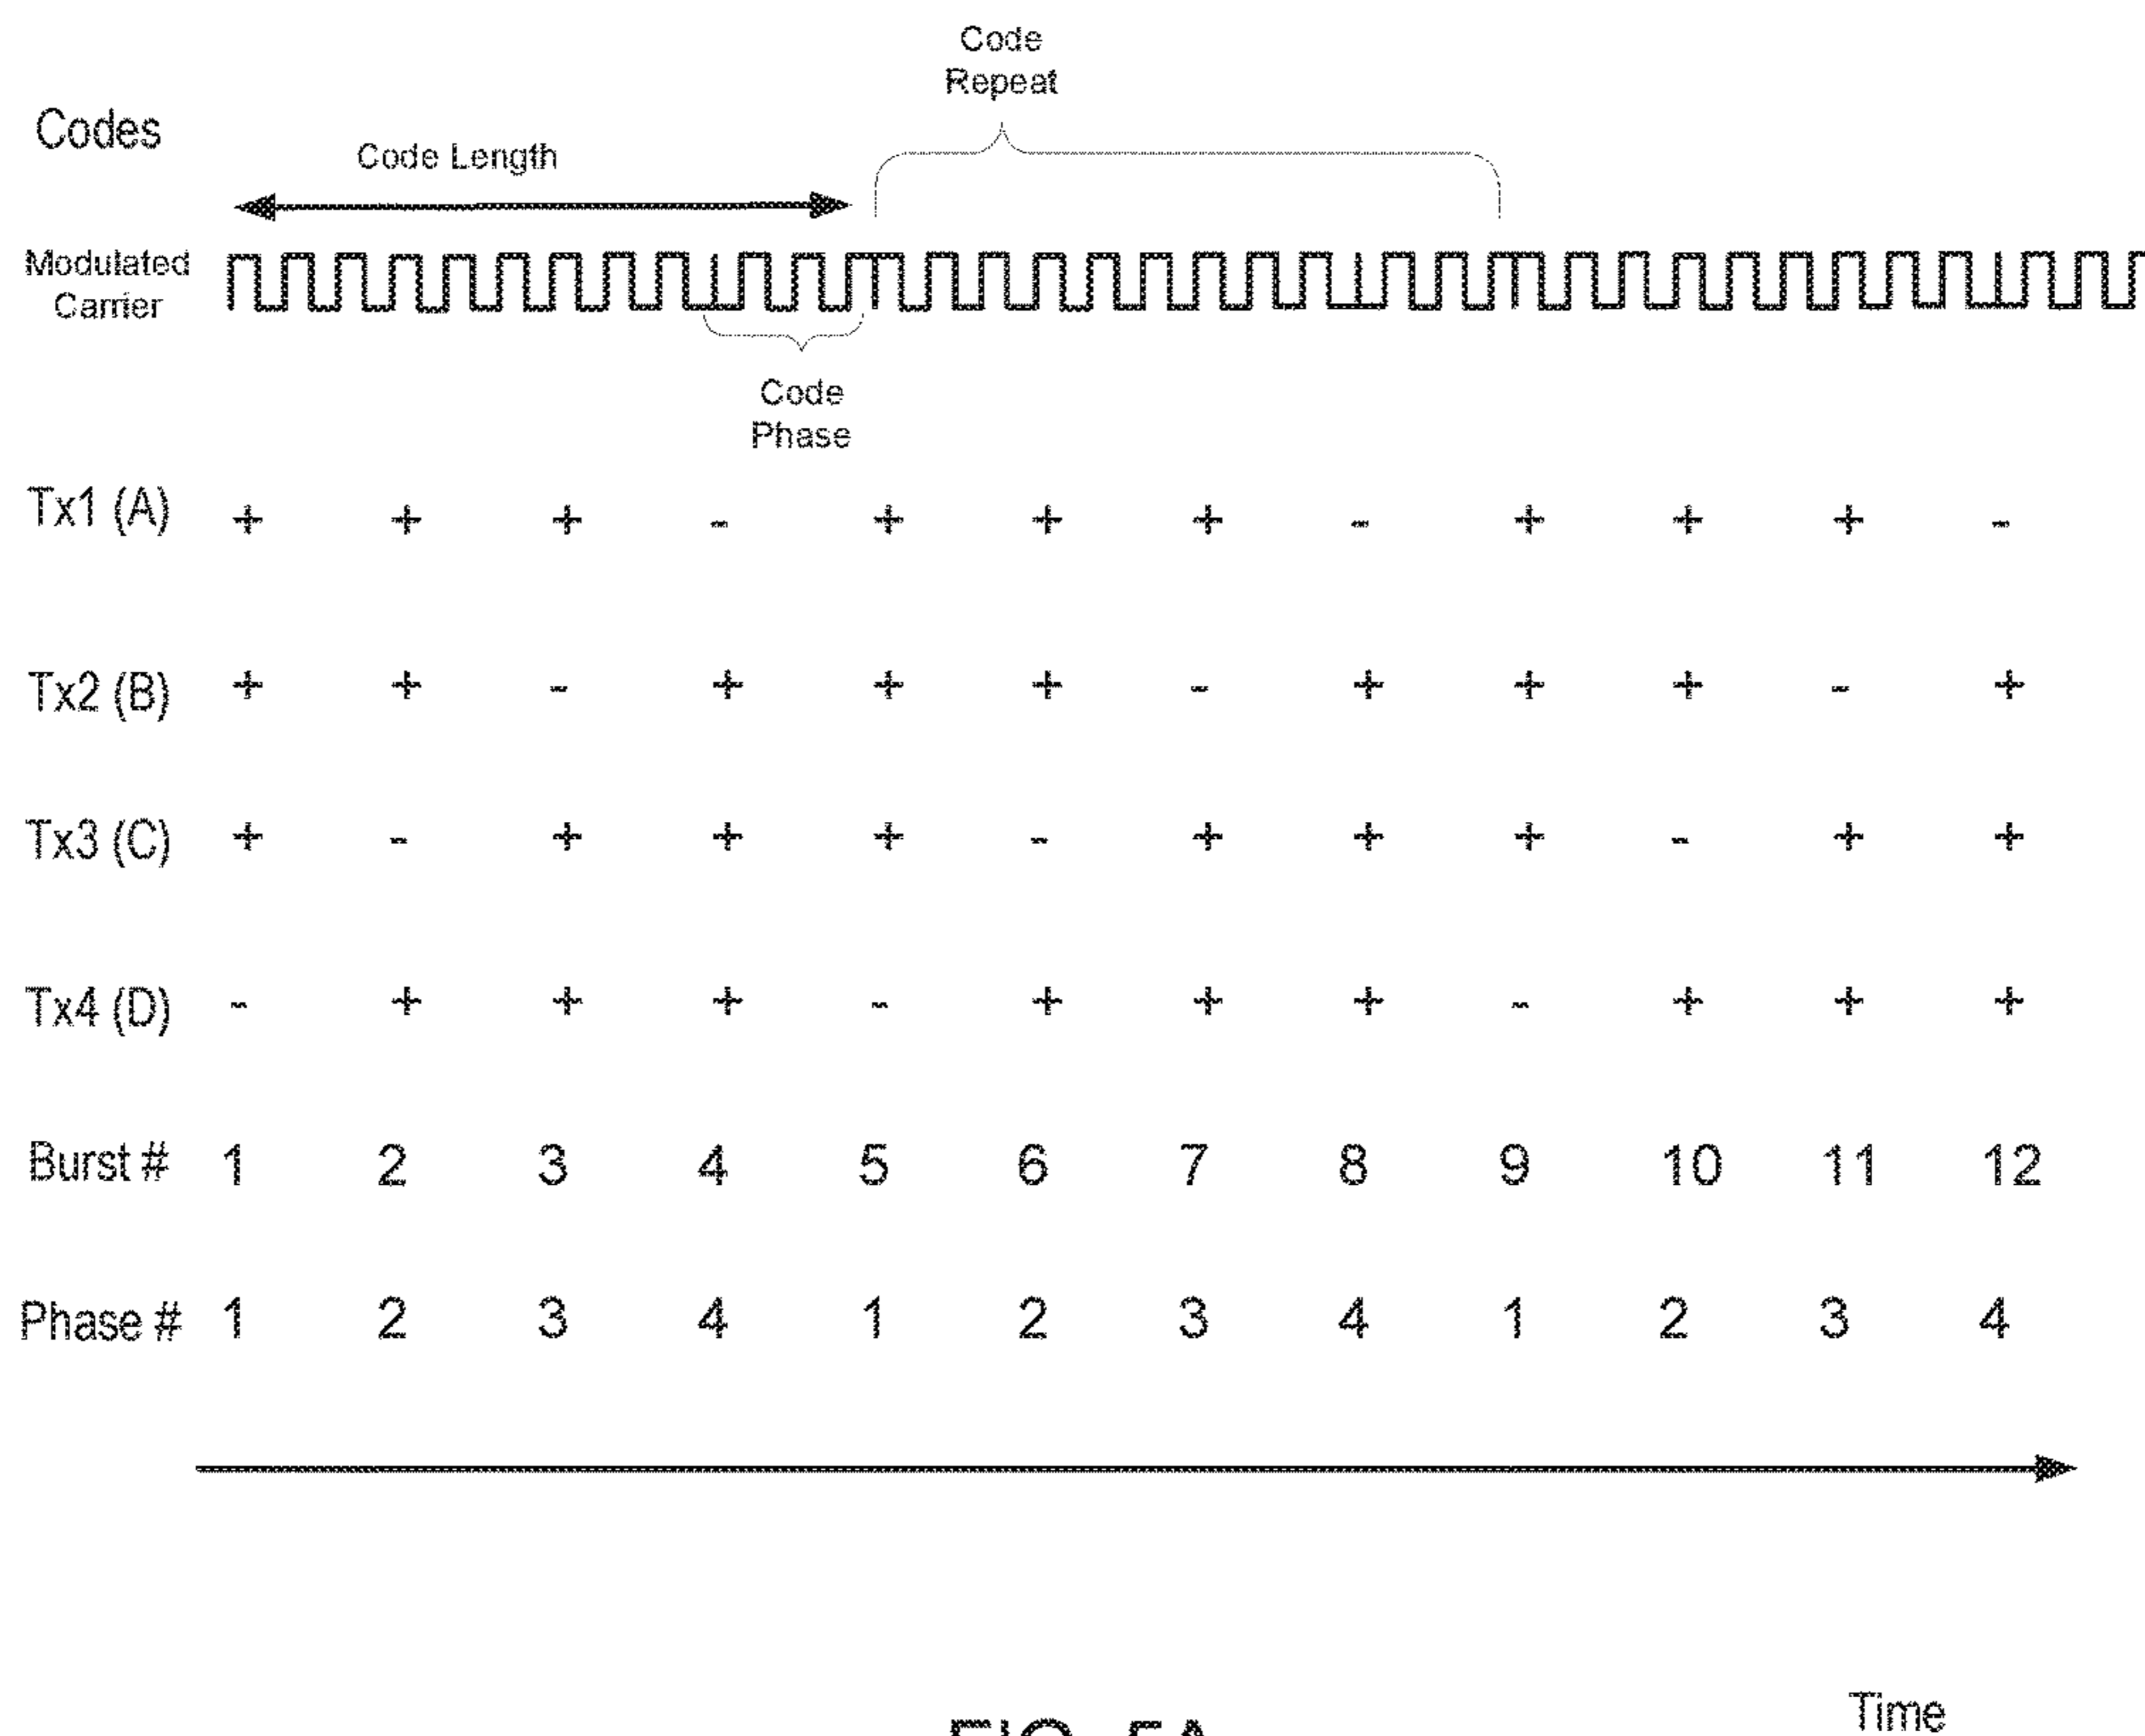 Code
Repeat
Codes
Code Length
Modulated
Carrier
Code
Phase
Tx1 (A) + + + - + + + - + + + -
Tx2 (B) + + - + + + - + + + - +
Tx3 (C) + - + + + - + + + - + +
Tx4 (D) - + + + - + + + - + + +
Burst # 1 2 3 4 5 6 7 8 9 10 11 12
Phase # 1 2 3 4 1 2 3 4 1 2 3 4
Time
FIG. 5A